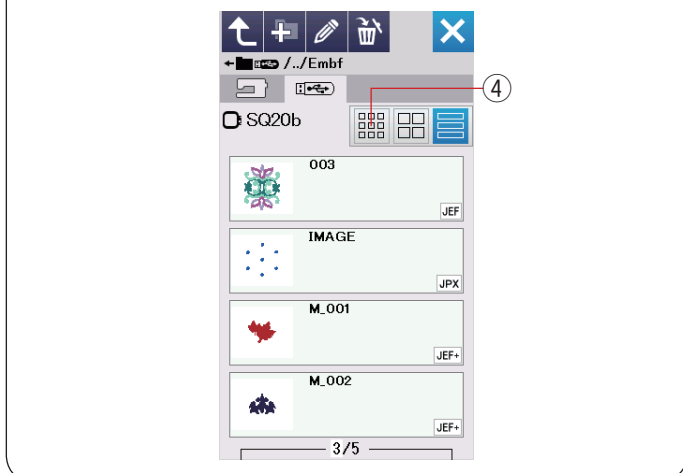 /../Embf
④
SQ20b
003
JEF
IMAGE
JPX
M_001
JEF+
M_002
JEF+
3/5